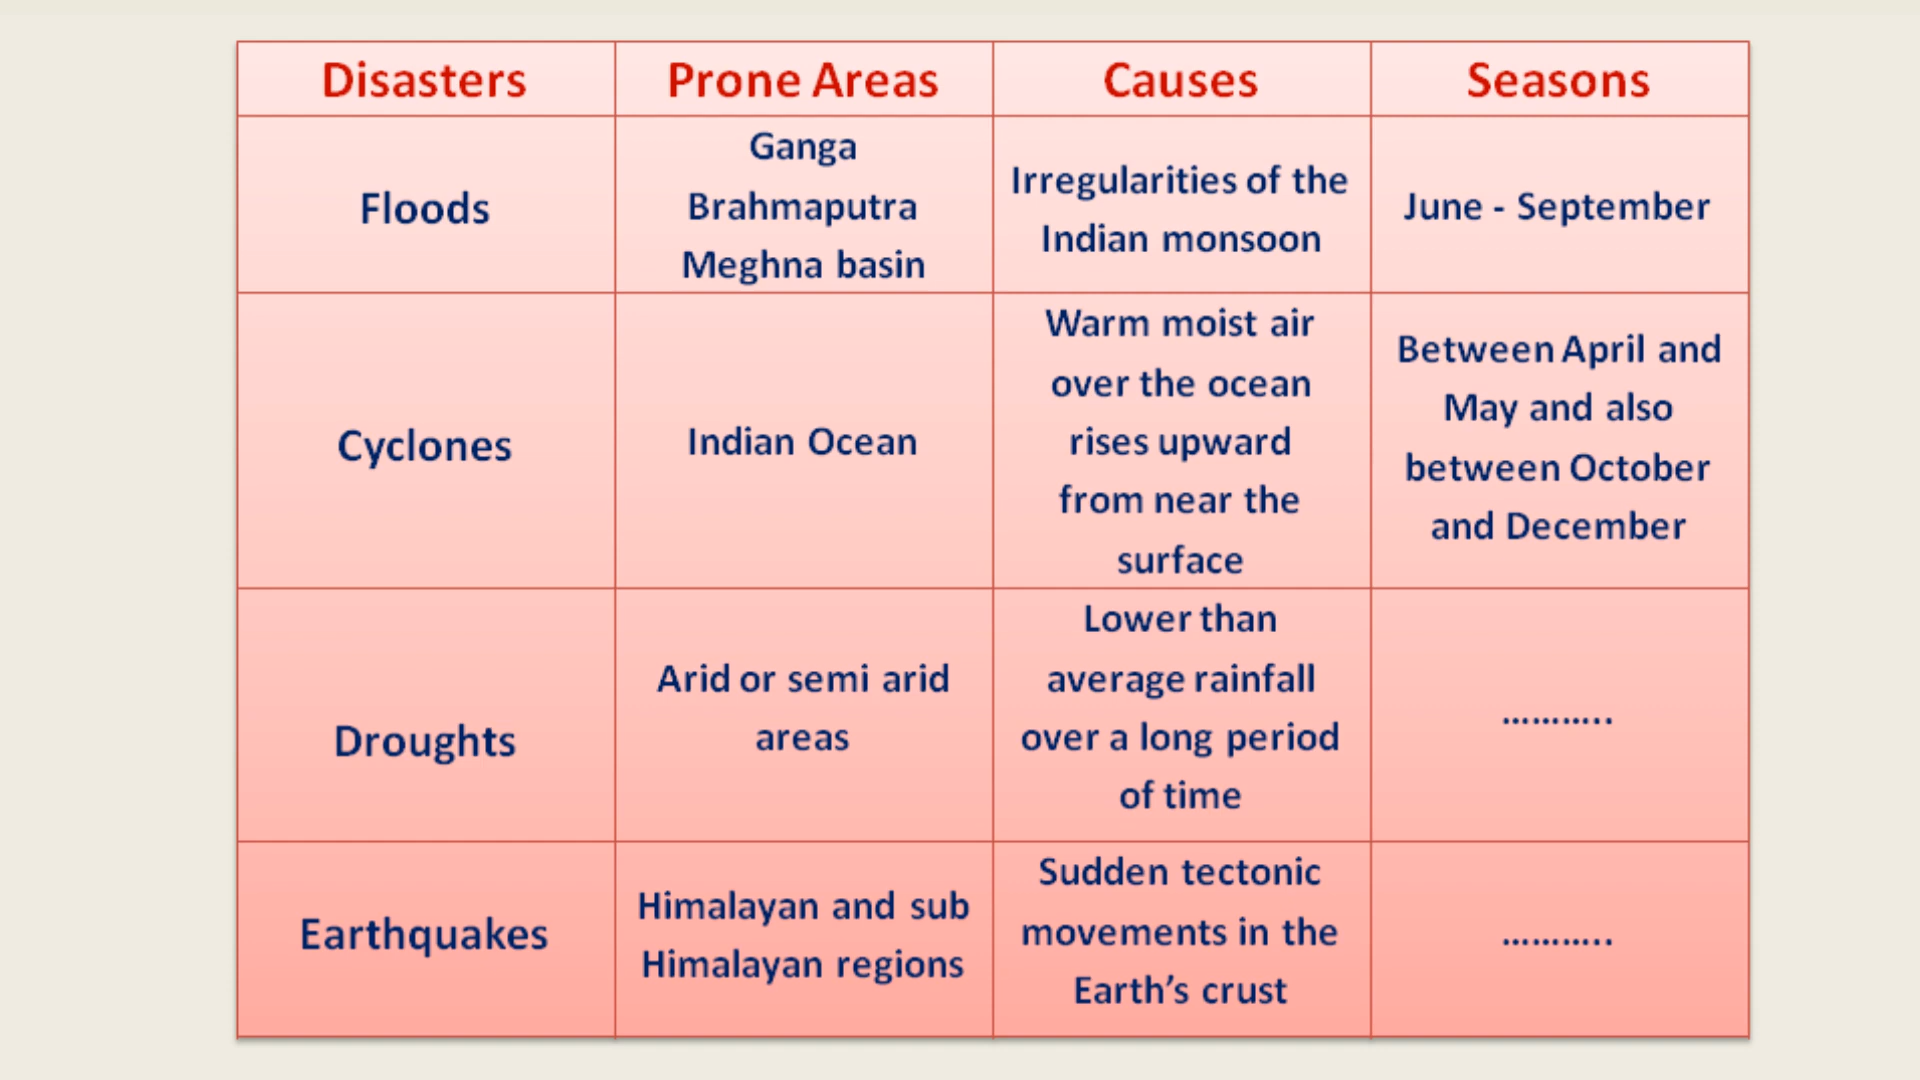 Disasters
Prone Areas
Causes
Seasons
Floods
Ganga
Brahmaputra
Meghna basin
Irregularities of the
Indian monsoon
June - September
Cyclones
Indian Ocean
Warm moist air
over the ocean
rises upward
from near the
surface
Between April and
May and also
between October
and December
Droughts
Arid or semi arid
areas
Lower than
average rainfall
over a long period
of time
………..
Earthquakes
Himalayan and sub
Himalayan regions
Sudden tectonic
movements in the
Earth’s crust
………..